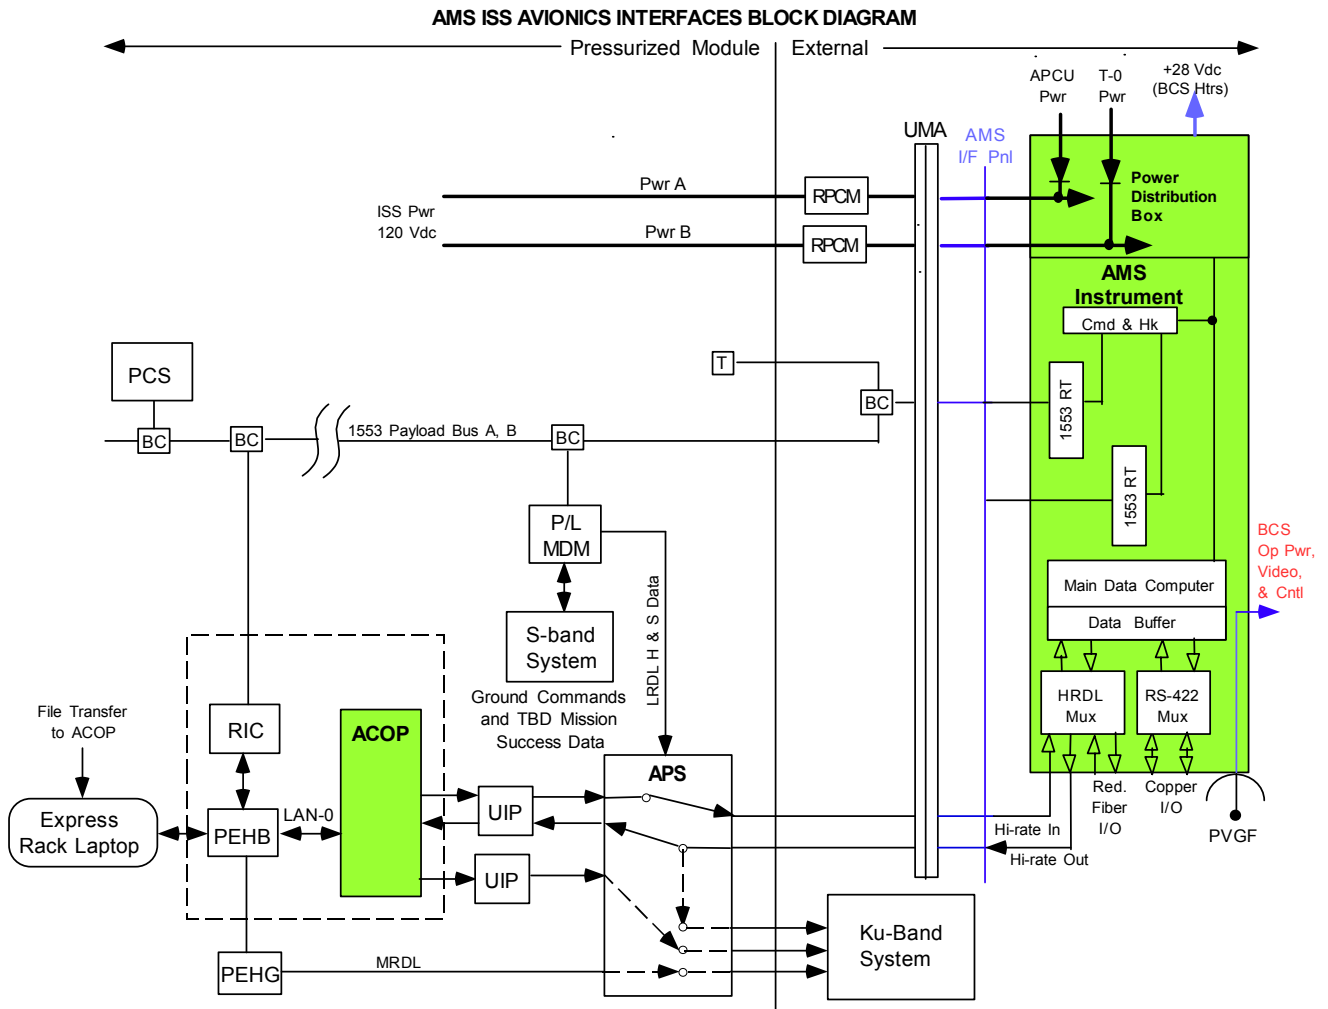 AMS ISS AVIONICS INTERFACES BLOCK DIAGRAM
Pressurized Module
External
APCU
Pwr
T-0
Pwr
+28 Vdc
(BCS Htrs)
UMA
AMS
I/F Pnl
Pwr A
RPCM
Power
Distribution
Box
ISS Pwr
120 Vdc
Pwr B
RPCM
AMS
Instrument
Cmd & Hk
PCS
T
BC
1553 RT
BC
BC
1553 Payload Bus A, B
BC
1553 RT
P/L
MDM
BCS
Op Pwr,
Video,
& Cntl
Main Data Computer
Data Buffer
LRDL H & S Data
S-band
System
Ground Commands
and TBD Mission
Success Data
HRDL
Mux
RS-422
Mux
File Transfer
to ACOP
RIC
ACOP
APS
Red.
Fiber
I/O
Copper
I/O
Express
Rack Laptop
PEHB
LAN-0
UIP
Hi-rate In
Hi-rate Out
PVGF
UIP
Ku-Band
System
PEHG
MRDL